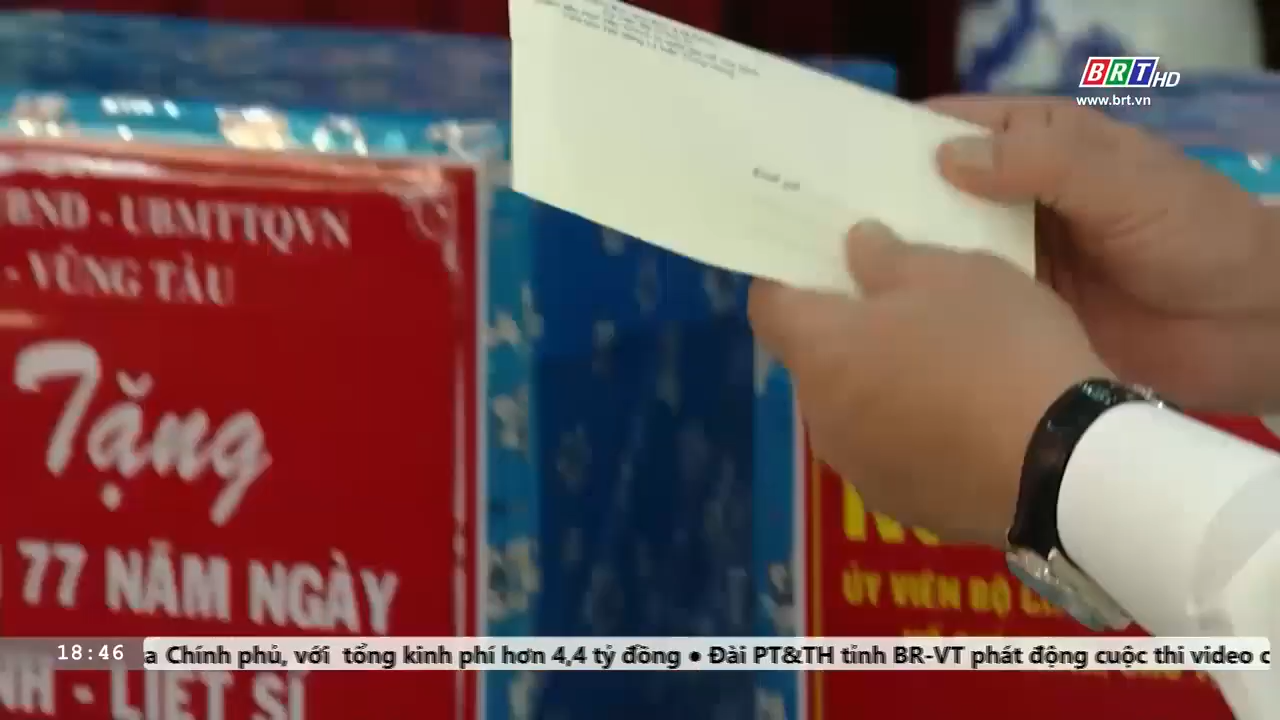 BRT HD
www.brt.vn
BND - UBMTTQVN
- VŨNG TÀU
Tặng
77 NĂM NGÀY
NH - LIỆT SĨ
Kính gửi
ỦY VIÊN BỘ
18:46
a Chính phủ, với tổng kinh phí hơn 4,4 tỷ đồng ● Đài PT&TH tỉnh BR-VT phát động cuộc thi video c